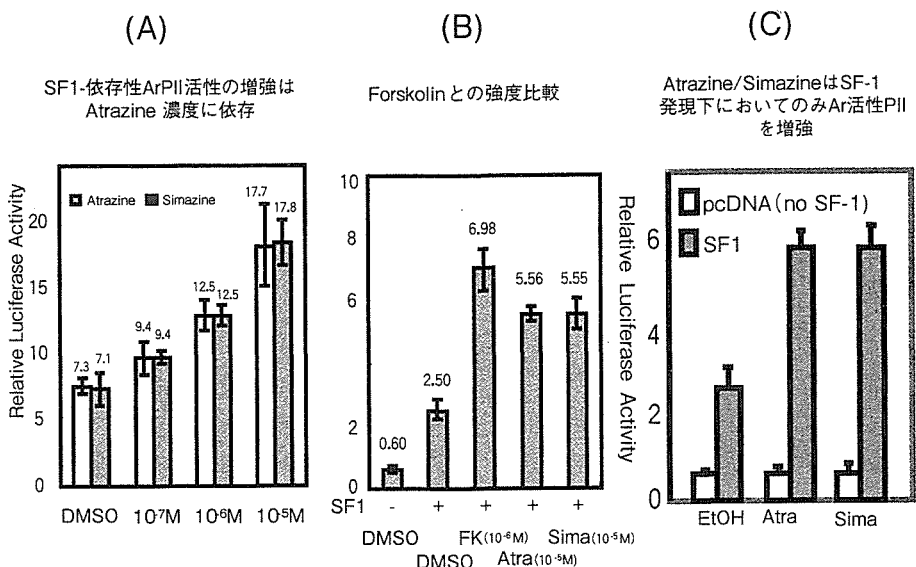 (A)
SF1-依存性ArPII活性の増強は
Atrazine 濃度に依存
Relative Luciferase Activity
Atrazine Simazine
20
15
10
5
0
7.3 7.1
9.4 9.4
12.5 12.5
17.7 17.8
DMSO 10-7M 10-6M 10-5M
(B)
Forskolinとの強度比較
10
8
6
2
0
0.60
2.50
6.98
5.56
5.55
SF1 - + + + +
DMSO FK(10-6M) Sima(10-5M)
DMSO Atra(10-5M)
(C)
Atrazine/SimazineはSF-1
発現下においてのみAr活性PII
を増強
Relative Luciferase Activity
pcDNA(no SF-1)
SF1
6
4
2
0
EtOH Atra Sima